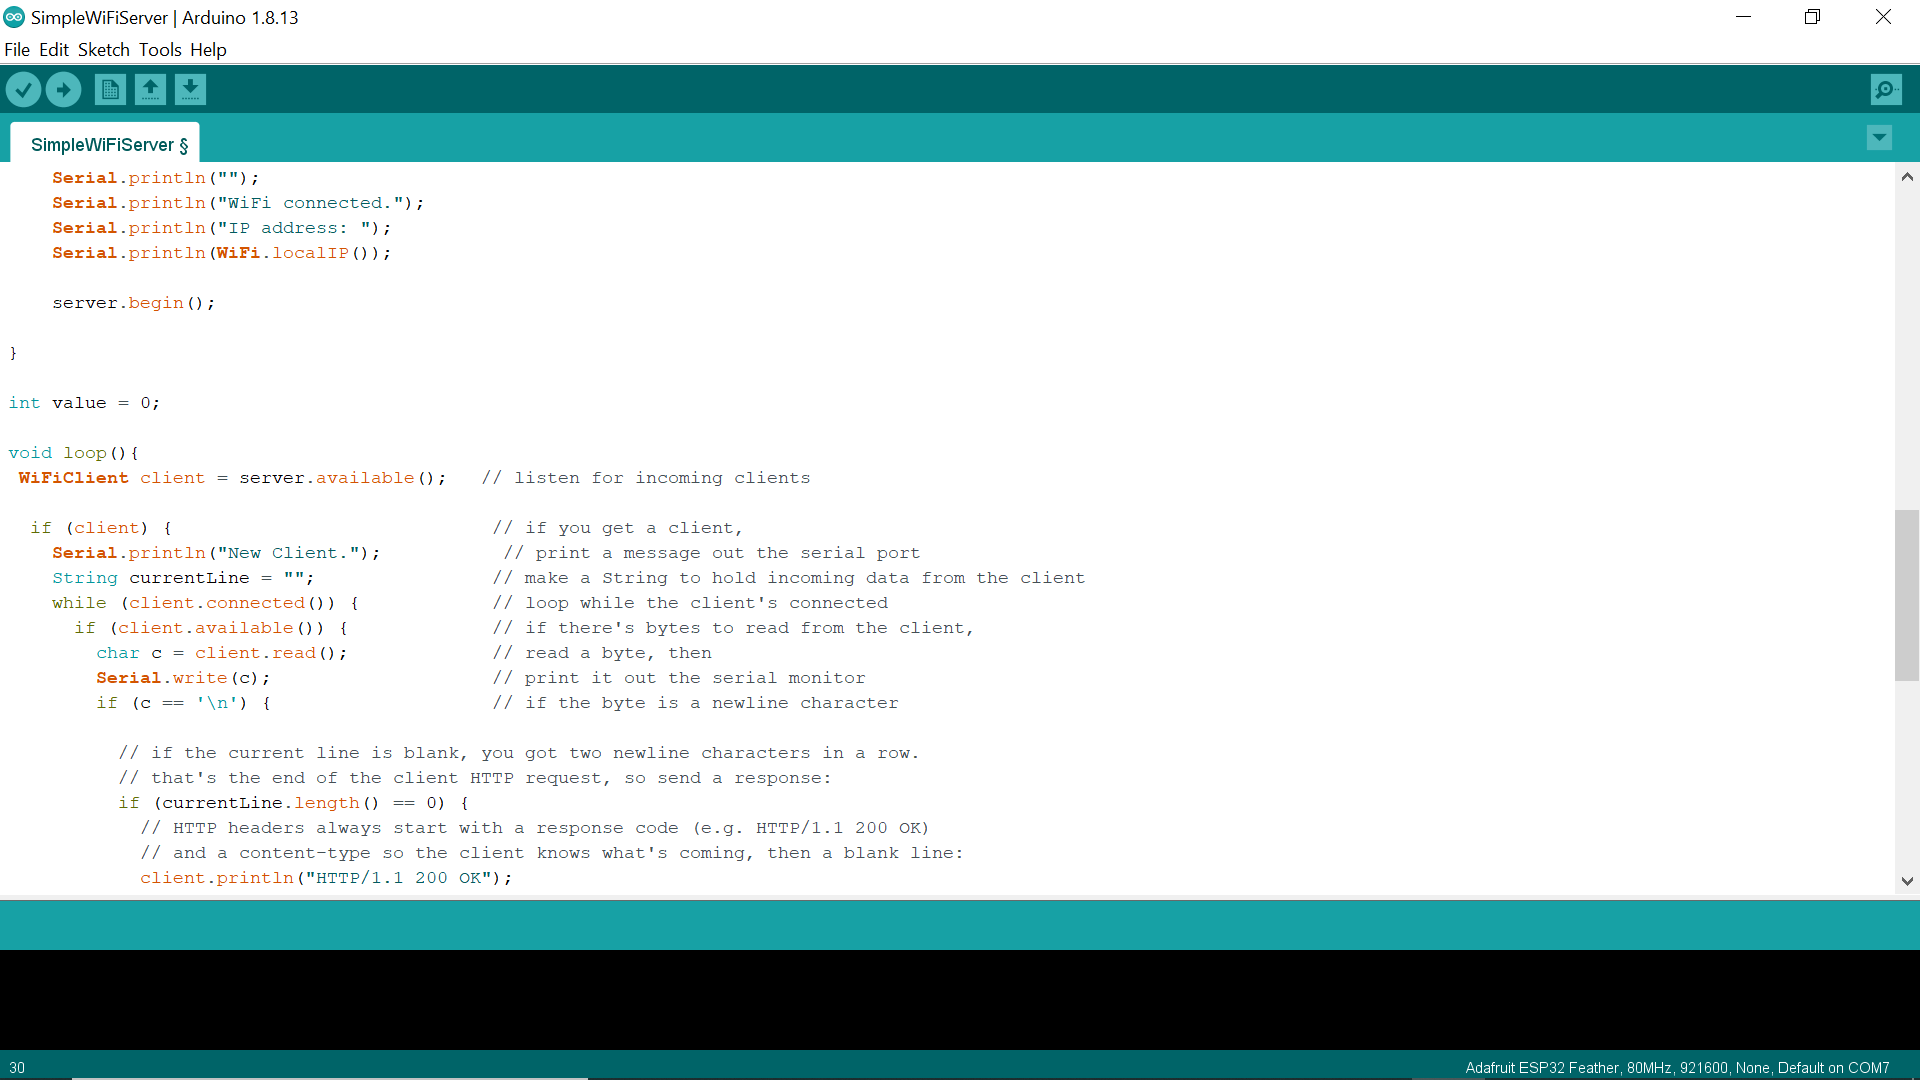 SimpleWiFiServer | Arduino 1.8.13
File Edit Sketch Tools Help
SimpleWiFiServer §
Serial.println("");
Serial.println("WiFi connected.");
Serial.println("IP address: ");
Serial.println(WiFi.localIP());
server.begin();
}
int value = 0;
void loop(){
WiFiClient client = server.available();   // listen for incoming clients
if (client) {                             // if you get a client,
Serial.println("New Client.");           // print a message out the serial port
String currentLine = "";                // make a String to hold incoming data from the client
while (client.connected()) {            // loop while the client's connected
if (client.available()) {             // if there's bytes to read from the client,
char c = client.read();             // read a byte, then
Serial.write(c);                    // print it out the serial monitor
if (c == '\n') {                    // if the byte is a newline character
// if the current line is blank, you got two newline characters in a row.
// that's the end of the client HTTP request, so send a response:
if (currentLine.length() == 0) {
// HTTP headers always start with a response code (e.g. HTTP/1.1 200 OK)
// and a content-type so the client knows what's coming, then a blank line:
client.println("HTTP/1.1 200 OK");
30
Adafruit ESP32 Feather, 80MHz, 921600, None, Default on COM7